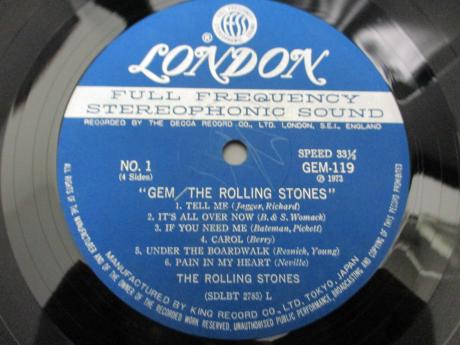 ®
LONDON
FULL FREQUENCY
STEREOPHONIC SOUND
RECORDED BY THE DECCA RECORD CO., LTD. LONDON, S.E.I., ENGLAND
NO. 1
(4 Sides)
SPEED 33⅓
GEM-119
℗ 1973
"GEM/THE ROLLING STONES"
1. TELL ME (Jagger, Richard)
2. IT'S ALL OVER NOW (B. & S. Womack)
3. IF YOU NEED ME (Bateman, Pickett)
4. CAROL (Berry)
5. UNDER THE BOARDWALK (Resnick, Young)
6. PAIN IN MY HEART (Neville)
THE ROLLING STONES
(SDLBT 2783) L
MANUFACTURED BY KING RECORD CO., LTD. TOKYO, JAPAN
ALL RIGHTS OF THE MANUFACTURER AND OF THE OWNER OF THE RECORDED WORK RESERVED, UNAUTHORISED PUBLIC PERFORMANCE, BROADCASTING AND COPYING OF THIS RECORD PROHIBITED